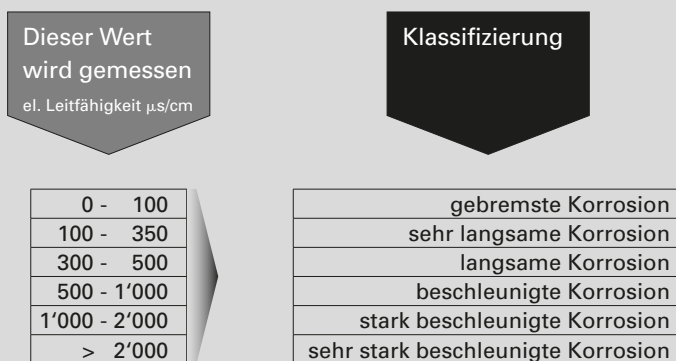 Dieser Wert
wird gemessen
el. Leitfähigkeit µs/cm
Klassifizierung
0 - 100 gebremste Korrosion
100 - 350 sehr langsame Korrosion
300 - 500 langsame Korrosion
500 - 1‘000 beschleunigte Korrosion
1‘000 - 2‘000 stark beschleunigte Korrosion
> 2‘000 sehr stark beschleunigte Korrosion